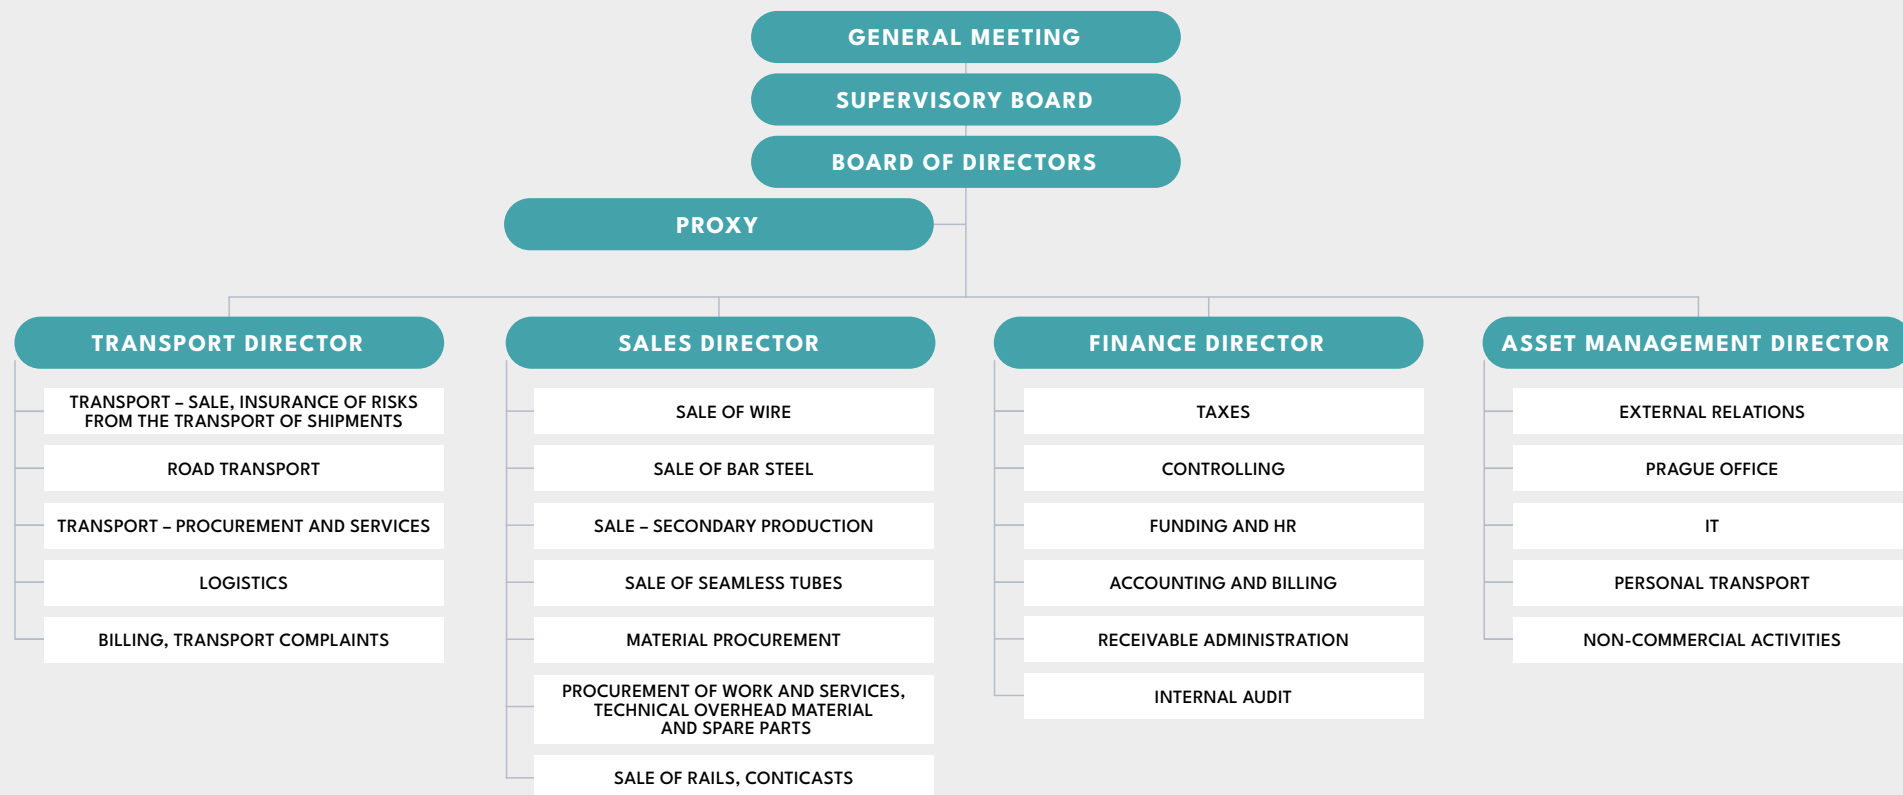 GENERAL MEETING
SUPERVISORY BOARD
BOARD OF DIRECTORS
PROXY
TRANSPORT DIRECTOR
TRANSPORT – SALE, INSURANCE OF RISKS
FROM THE TRANSPORT OF SHIPMENTS
ROAD TRANSPORT
TRANSPORT – PROCUREMENT AND SERVICES
LOGISTICS
BILLING, TRANSPORT COMPLAINTS
SALES DIRECTOR
SALE OF WIRE
SALE OF BAR STEEL
SALE – SECONDARY PRODUCTION
SALE OF SEAMLESS TUBES
MATERIAL PROCUREMENT
PROCUREMENT OF WORK AND SERVICES,
TECHNICAL OVERHEAD MATERIAL
AND SPARE PARTS
SALE OF RAILS, CONTICASTS
FINANCE DIRECTOR
TAXES
CONTROLLING
FUNDING AND HR
ACCOUNTING AND BILLING
RECEIVABLE ADMINISTRATION
INTERNAL AUDIT
ASSET MANAGEMENT DIRECTOR
EXTERNAL RELATIONS
PRAGUE OFFICE
IT
PERSONAL TRANSPORT
NON-COMMERCIAL ACTIVITIES